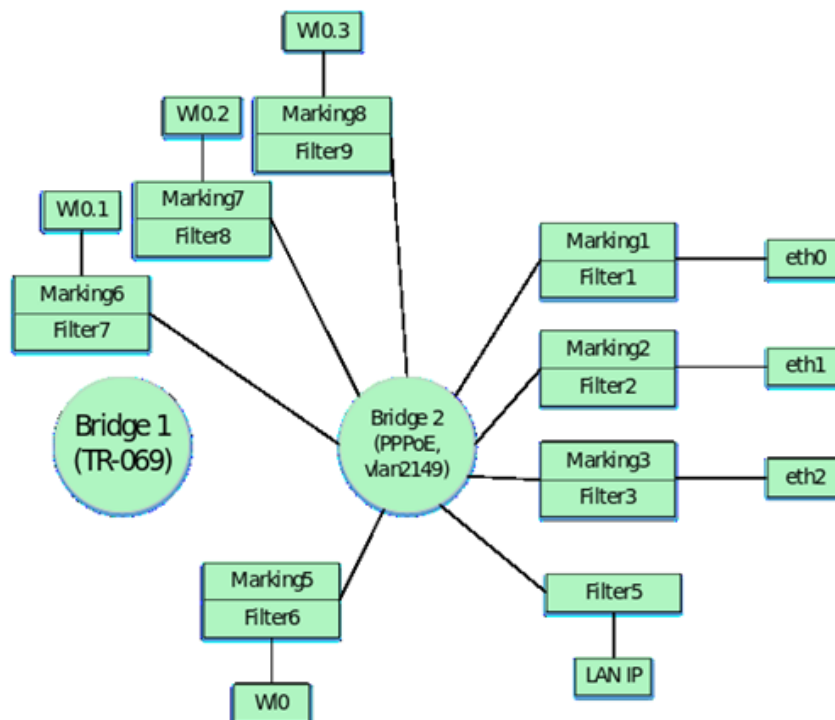 Wl0.3
Marking8
Filter9
Wl0.2
Marking7
Filter8
Wl0.1
Marking6
Filter7
Marking1
Filter1
eth0
Marking2
Filter2
eth1
Bridge 1
(TR-069)
Bridge 2
(PPPoE,
vlan2149)
Marking3
Filter3
eth2
Marking5
Filter6
Wl0
Filter5
LAN IP